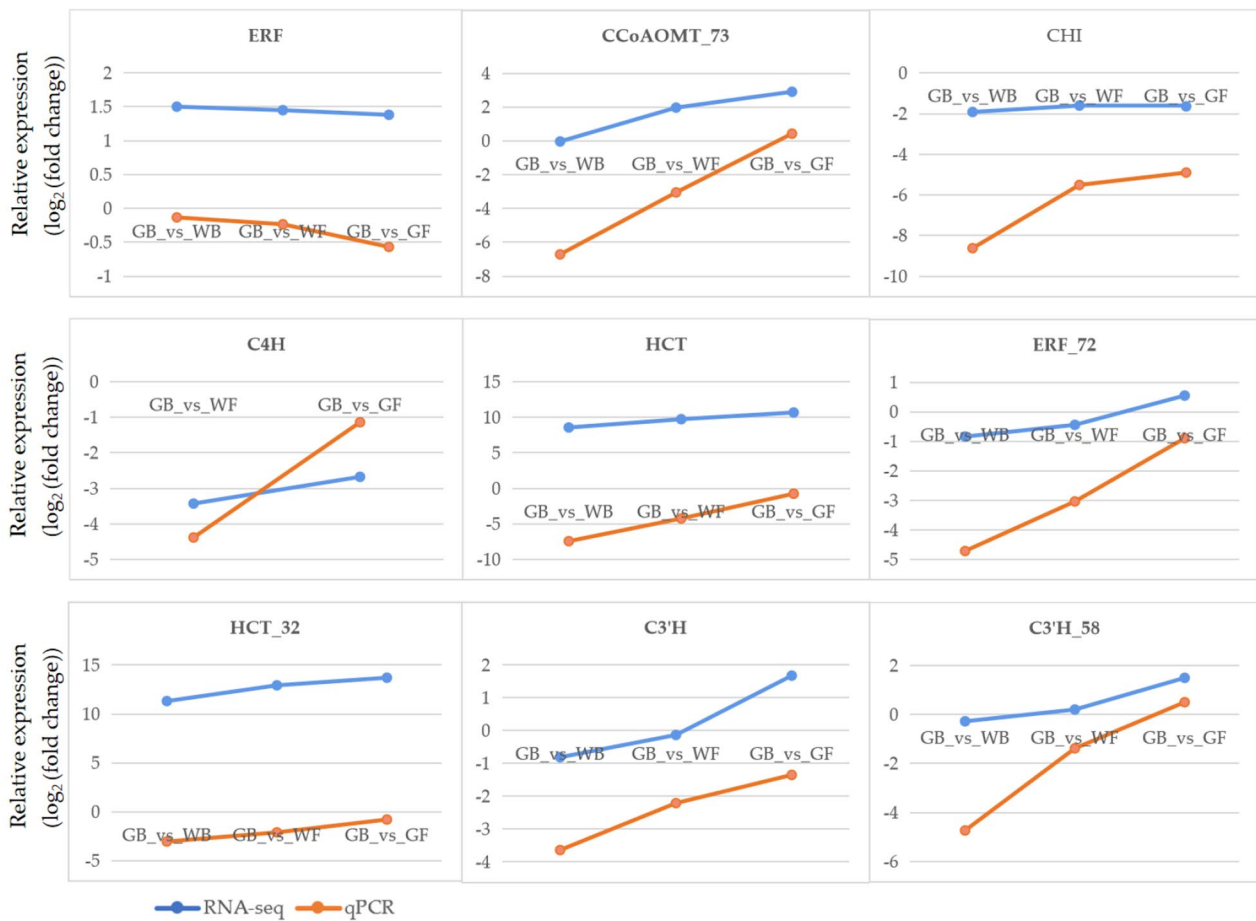 ERF
CCoAOMT_73
CHI
Relative expression
(log2 (fold change))
2
1.5
1
0.5
0
-0.5
-1
GB_vs_WB GB_vs_WF GB_vs_GF
4
2
0
-2
-4
-6
-8
GB_vs_WB GB_vs_WF GB_vs_GF
0
-2
-4
-6
-8
-10
GB_vs_WB GB_vs_WF GB_vs_GF
C4H
HCT
ERF_72
Relative expression
(log2 (fold change))
0
-1
-2
-3
-4
-5
GB_vs_WF GB_vs_GF
15
10
5
0
-5
-10
GB_vs_WB GB_vs_WF GB_vs_GF
1
0
-1
-2
-3
-4
-5
GB_vs_WB GB_vs_WF GB_vs_GF
HCT_32
C3'H
C3'H_58
Relative expression
(log2 (fold change))
15
10
5
0
-5
GB_vs_WB GB_vs_WF GB_vs_GF
2
1
0
-1
-2
-3
-4
GB_vs_WB GB_vs_WF GB_vs_GF
2
0
-2
-4
-6
GB_vs_WB GB_vs_WF GB_vs_GF
RNA-seq qPCR